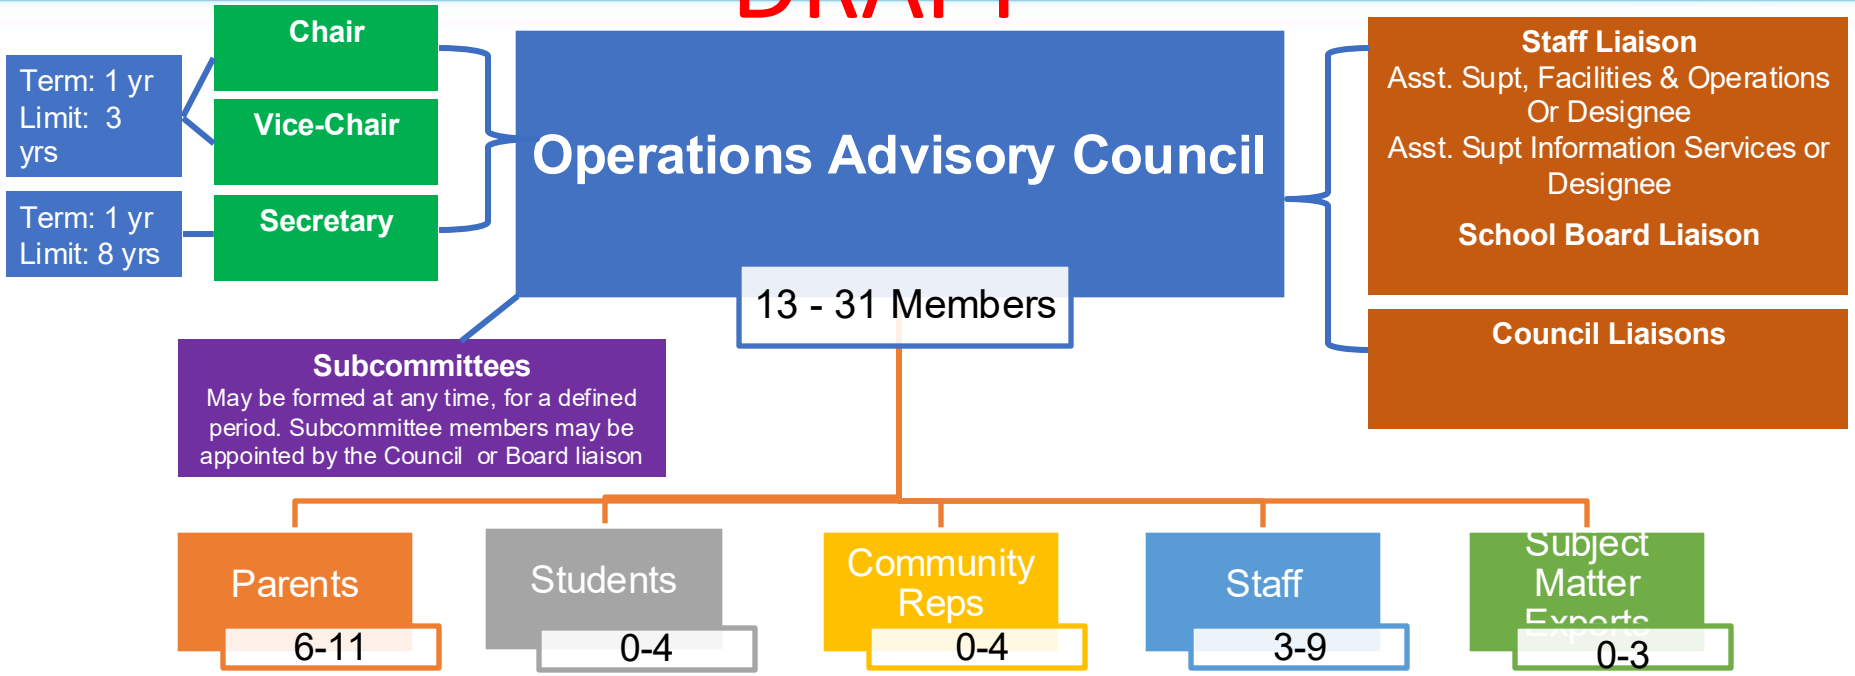 DRAFT
Chair
Vice-Chair
Secretary
Term: 1 yr
Limit:  3
yrs
Term: 1 yr
Limit: 8 yrs
Operations Advisory Council
13 - 31 Members
Staff Liaison
Asst. Supt, Facilities & Operations
Or Designee
Asst. Supt Information Services or
Designee
School Board Liaison
Council Liaisons
Subcommittees
May be formed at any time, for a defined
period. Subcommittee members may be
appointed by the Council  or Board liaison
Parents
6-11
Students
0-4
Community
Reps
0-4
Staff
3-9
Subject
Matter
Experts
0-3